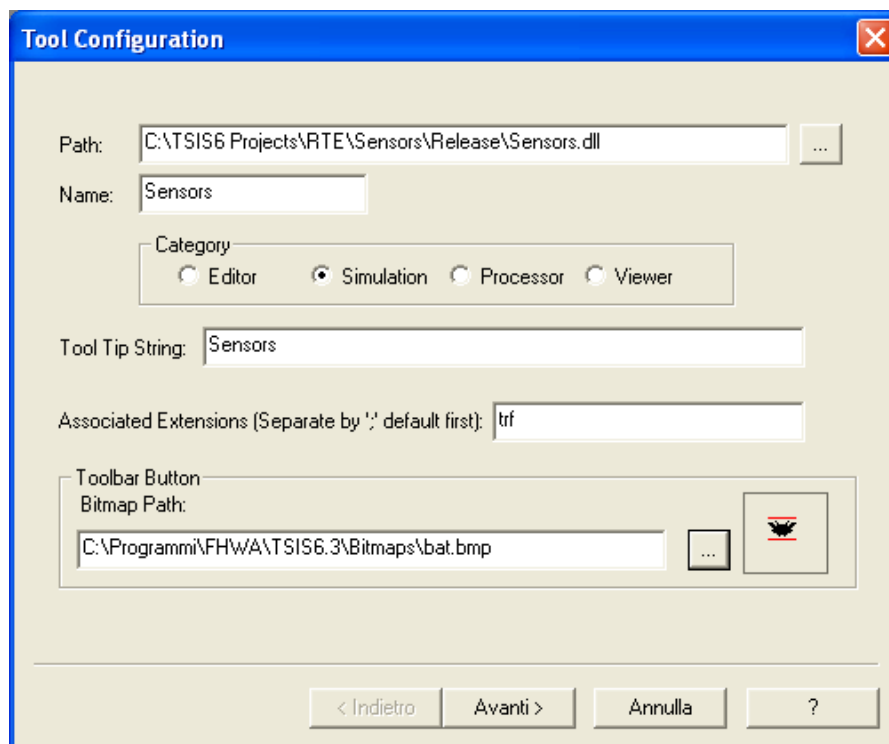 Tool Configuration
Path: C:\TSIS6 Projects\RTE\Sensors\Release\Sensors.dll ...
Name: Sensors
Category
Editor Simulation Processor Viewer
Tool Tip String: Sensors
Associated Extensions (Separate by ';' default first): trf
Toolbar Button
Bitmap Path:
C:\Programmi\FHWA\TSIS6.3\Bitmaps\bat.bmp ...
< Indietro Avanti > Annulla ?